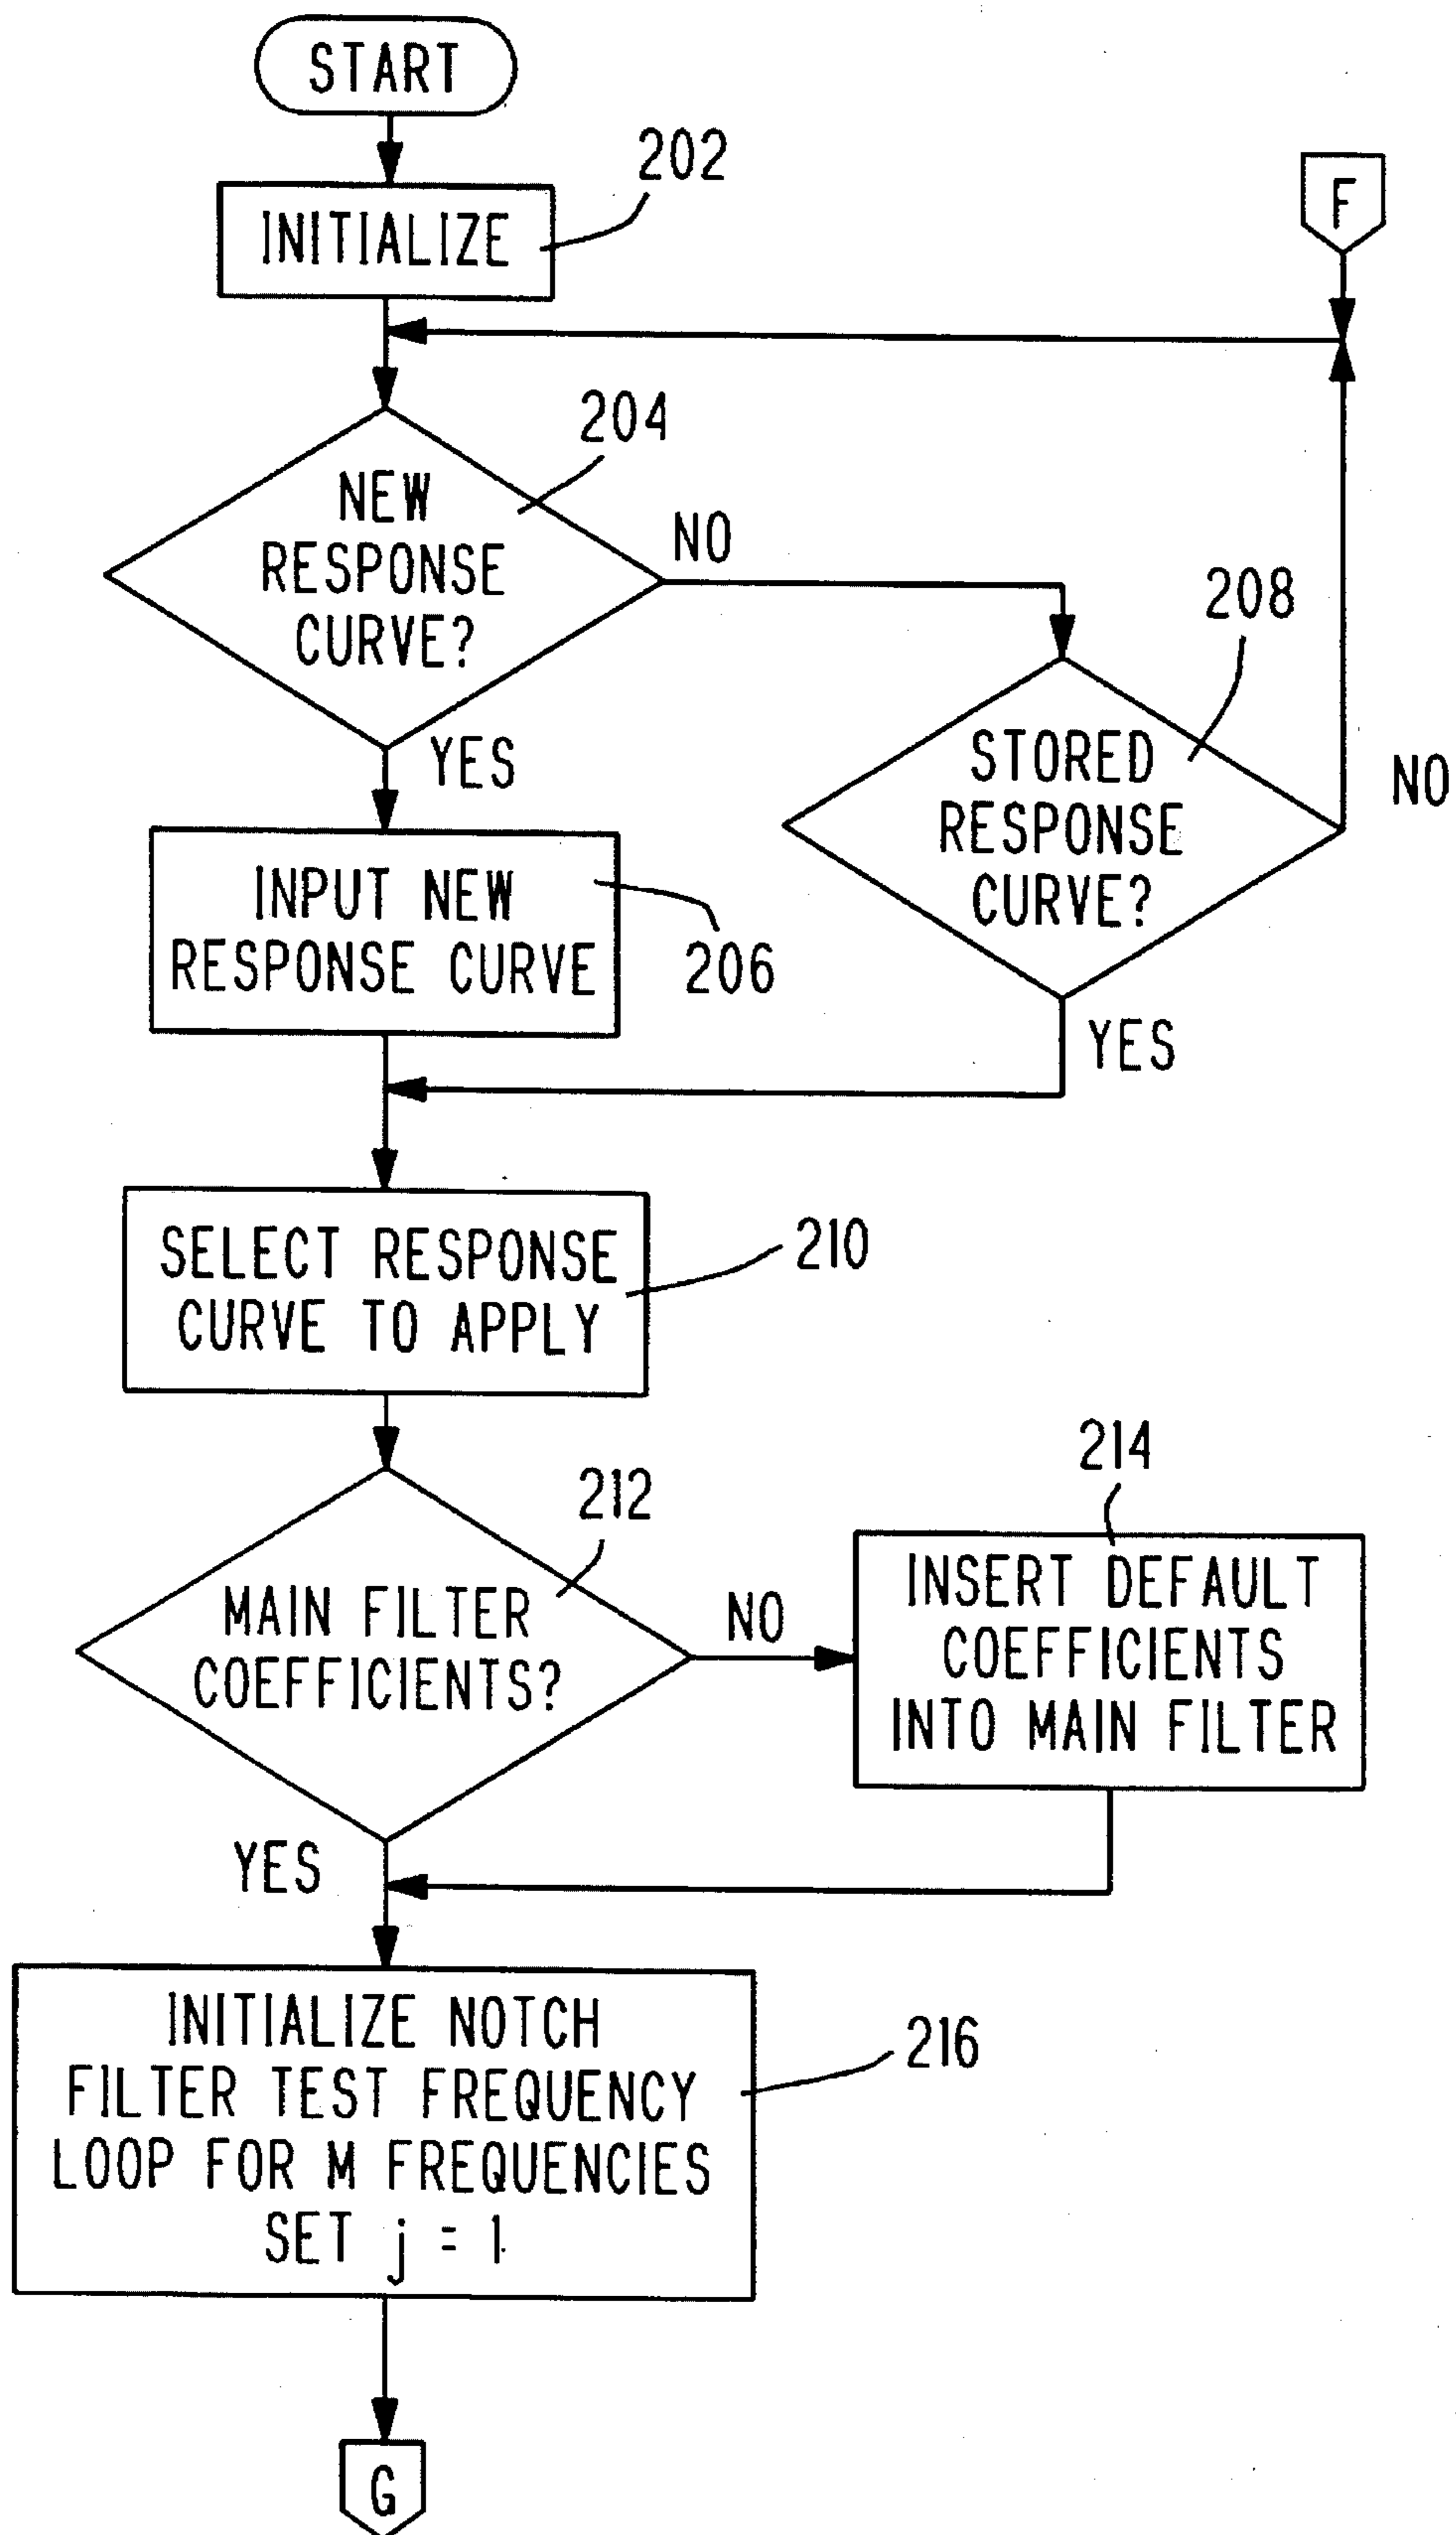 START
202
F
INITIALIZE
204
NEW
RESPONSE
CURVE?
NO
208
STORED
RESPONSE
CURVE?
NO
YES
INPUT NEW
RESPONSE CURVE
206
YES
SELECT RESPONSE
CURVE TO APPLY
210
212
214
MAIN FILTER
COEFFICIENTS?
NO
INSERT DEFAULT
COEFFICIENTS
INTO MAIN FILTER
YES
INITIALIZE NOTCH
FILTER TEST FREQUENCY
LOOP FOR M FREQUENCIES
SET j = 1
216
G